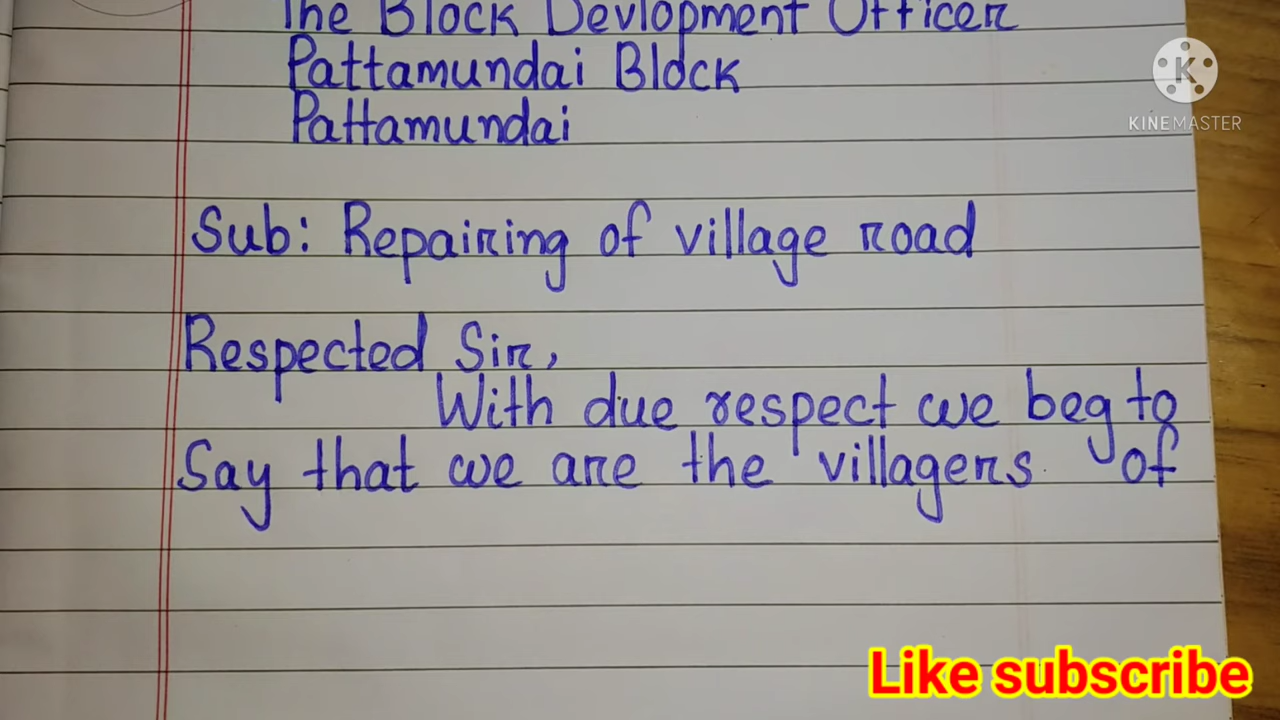 The Block Devlopment Officer
Pattamundai Block
Pattamundai
Sub: Repairing of village road
Respected Sir,
With due respect we beg to
Say that we are the villagers of
K
KINEMASTER
Like subscribe